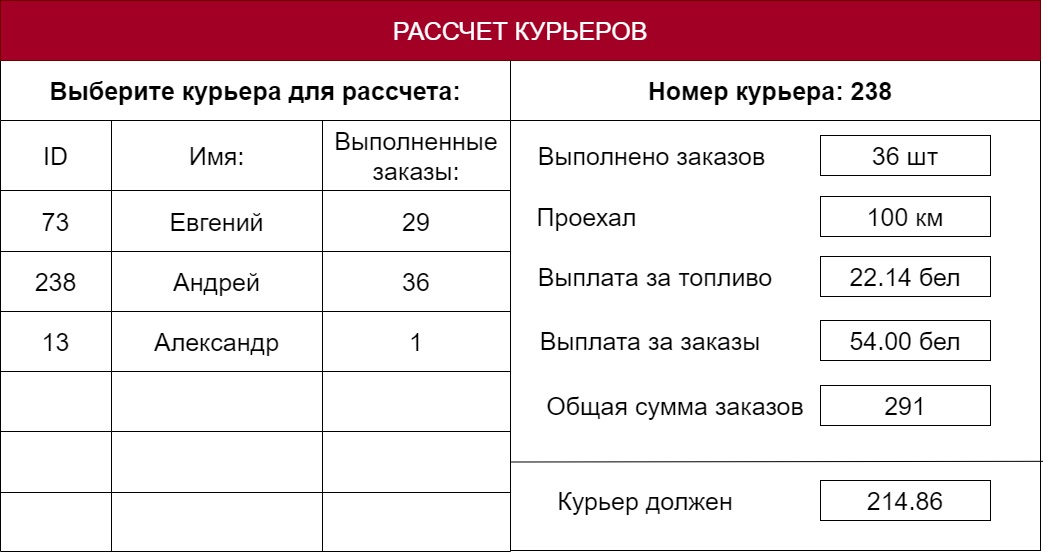 РАССЧЕТ КУРЬЕРОВ
Выберите курьера для рассчета:
ID Имя: Выполненные
заказы:
73 Евгений 29
238 Андрей 36
13 Александр 1
Номер курьера: 238
Выполнено заказов 36 шт
Проехал 100 км
Выплата за топливо 22.14 бел
Выплата за заказы 54.00 бел
Общая сумма заказов 291
Курьер должен 214.86